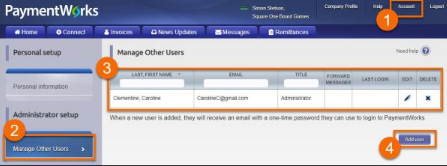 PaymentWorks
Simon Stetson,
Square One Board Games
Company Profile Help Account Logout
Home Connect Invoices News Updates Messages Remittances
1
Personal setup
Manage Other Users
Need help
3
LAST, FIRST NAME EMAIL TITLE FORWARD MESSAGES LAST LOGIN EDIT DELETE
Personal information
Clementine, Caroline CarolineC@gmail.com Administrator
Administrator setup
When a new user is added, they will receive an email with a one-time password they can use to login to PaymentWorks
2
Manage Other Users >
4
Add user